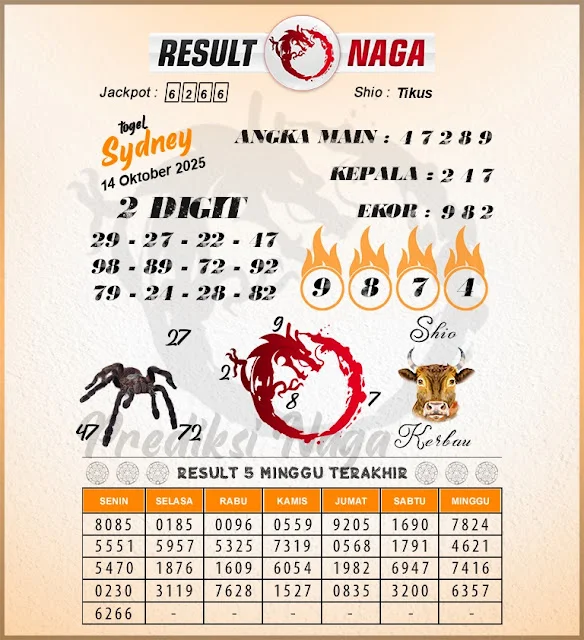 RESULT NAGA
Jackpot : 6 2 6 6
Shio : Tikus
Togel
Sydney
14 Oktober 2025
ANGKA MAIN : 4 7 2 8 9
KEPALA : 2 4 7
EKOR : 9 8 2
2 DIGIT
29 - 27 - 22 - 47
98 - 89 - 72 - 92
79 - 24 - 28 - 82
9 8 7 4
27
47
72
9
2
8
7
Shio
Kerbau
Prediksi Naga
RESULT 5 MINGGU TERAKHIR
SENIN SELASA RABU KAMIS JUMAT SABTU MINGGU
8085 0185 0096 0559 9205 1690 7824
5551 5957 5325 7319 0568 1791 4621
5470 1876 1609 6054 1982 6947 7416
0230 3119 7628 1527 0835 3200 6357
6266 - - - - - -